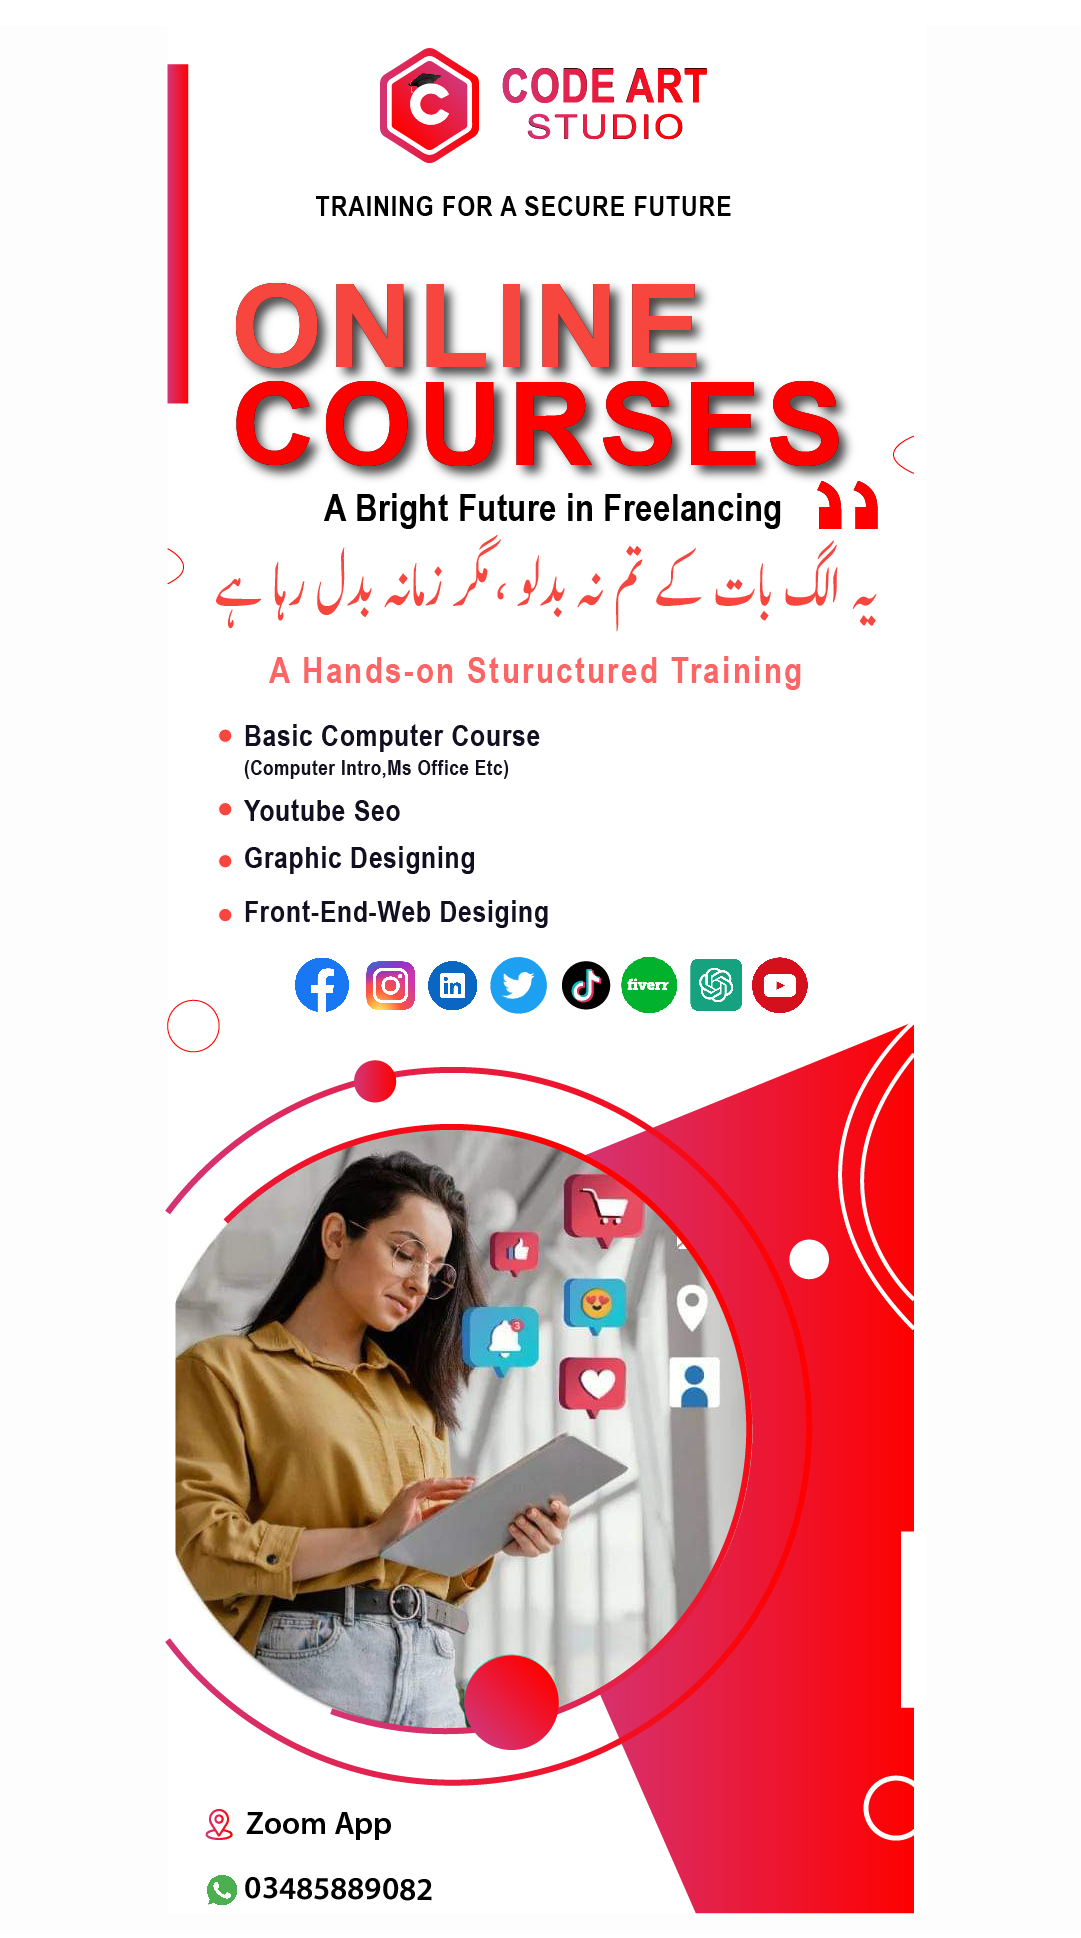 C
CODE ART
STUDIO
TRAINING FOR A SECURE FUTURE
ONLINE
COURSES
A Bright Future in Freelancing
یہ الگ بات کے تم نہ بدلو ، مگر زمانہ بدل رہا ہے
A Hands-on Stuructured Training
Basic Computer Course
(Computer Intro,Ms Office Etc)
Youtube Seo
Graphic Designing
Front-End-Web Desiging
in
fiverr
3
Zoom App
03485889082